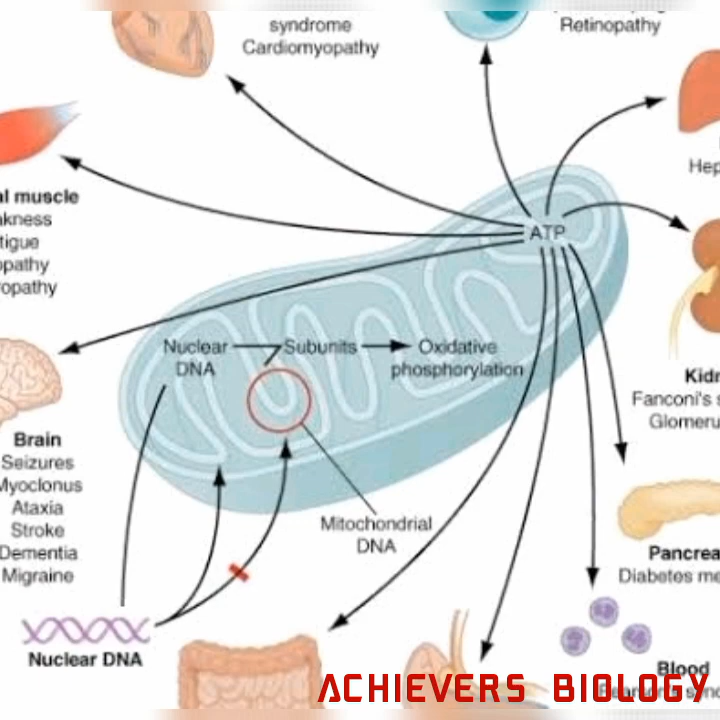 syndrome
Cardiomyopathy
Retinopathy
al muscle
akness
tigue
opathy
ropathy
Hep
ATP
Nuclear
DNA
Subunits
Oxidative
phosphorylation
Kidn
Fanconi's s
Glomeru
Brain
Seizures
Myoclonus
Ataxia
Stroke
Dementia
Migraine
Mitochondrial
DNA
Pancrea
Diabetes me
Nuclear DNA
Blood
ACHIEVERS BIOLOGY